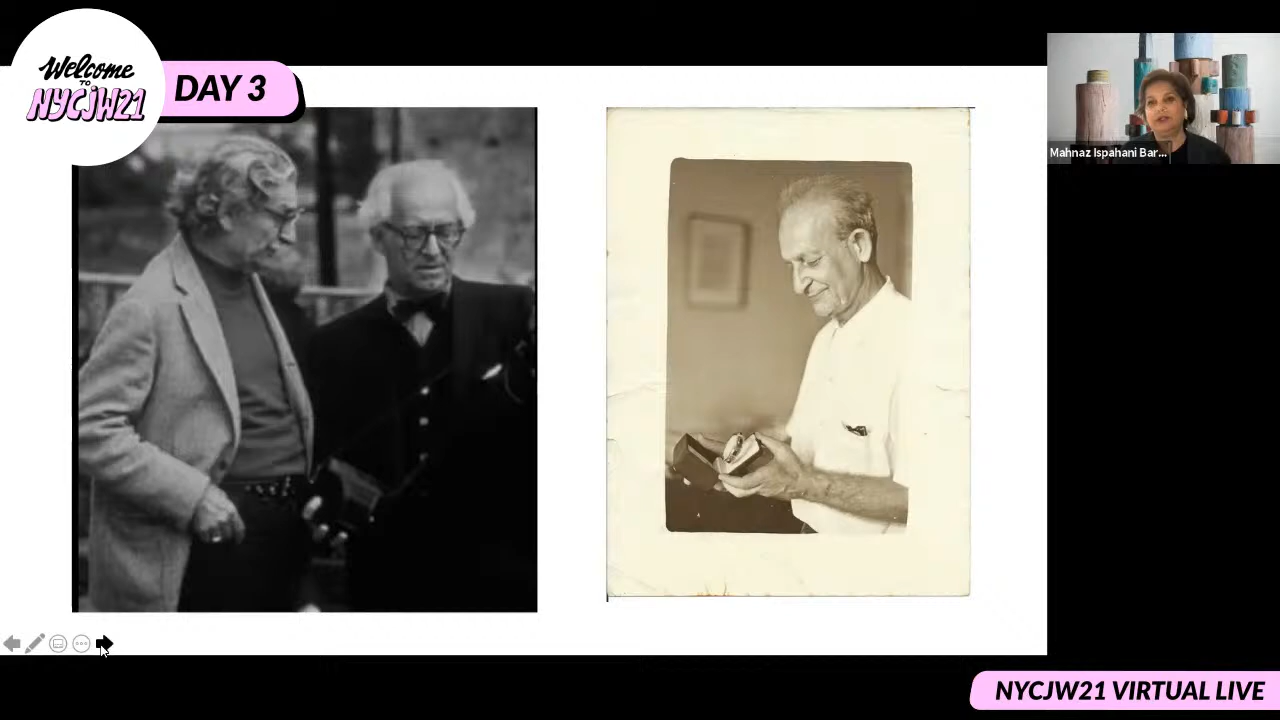 Welcome
TO
NYCJW21
DAY 3
Mahnaz Ispahani Bar...
NYCJW21 VIRTUAL LIVE